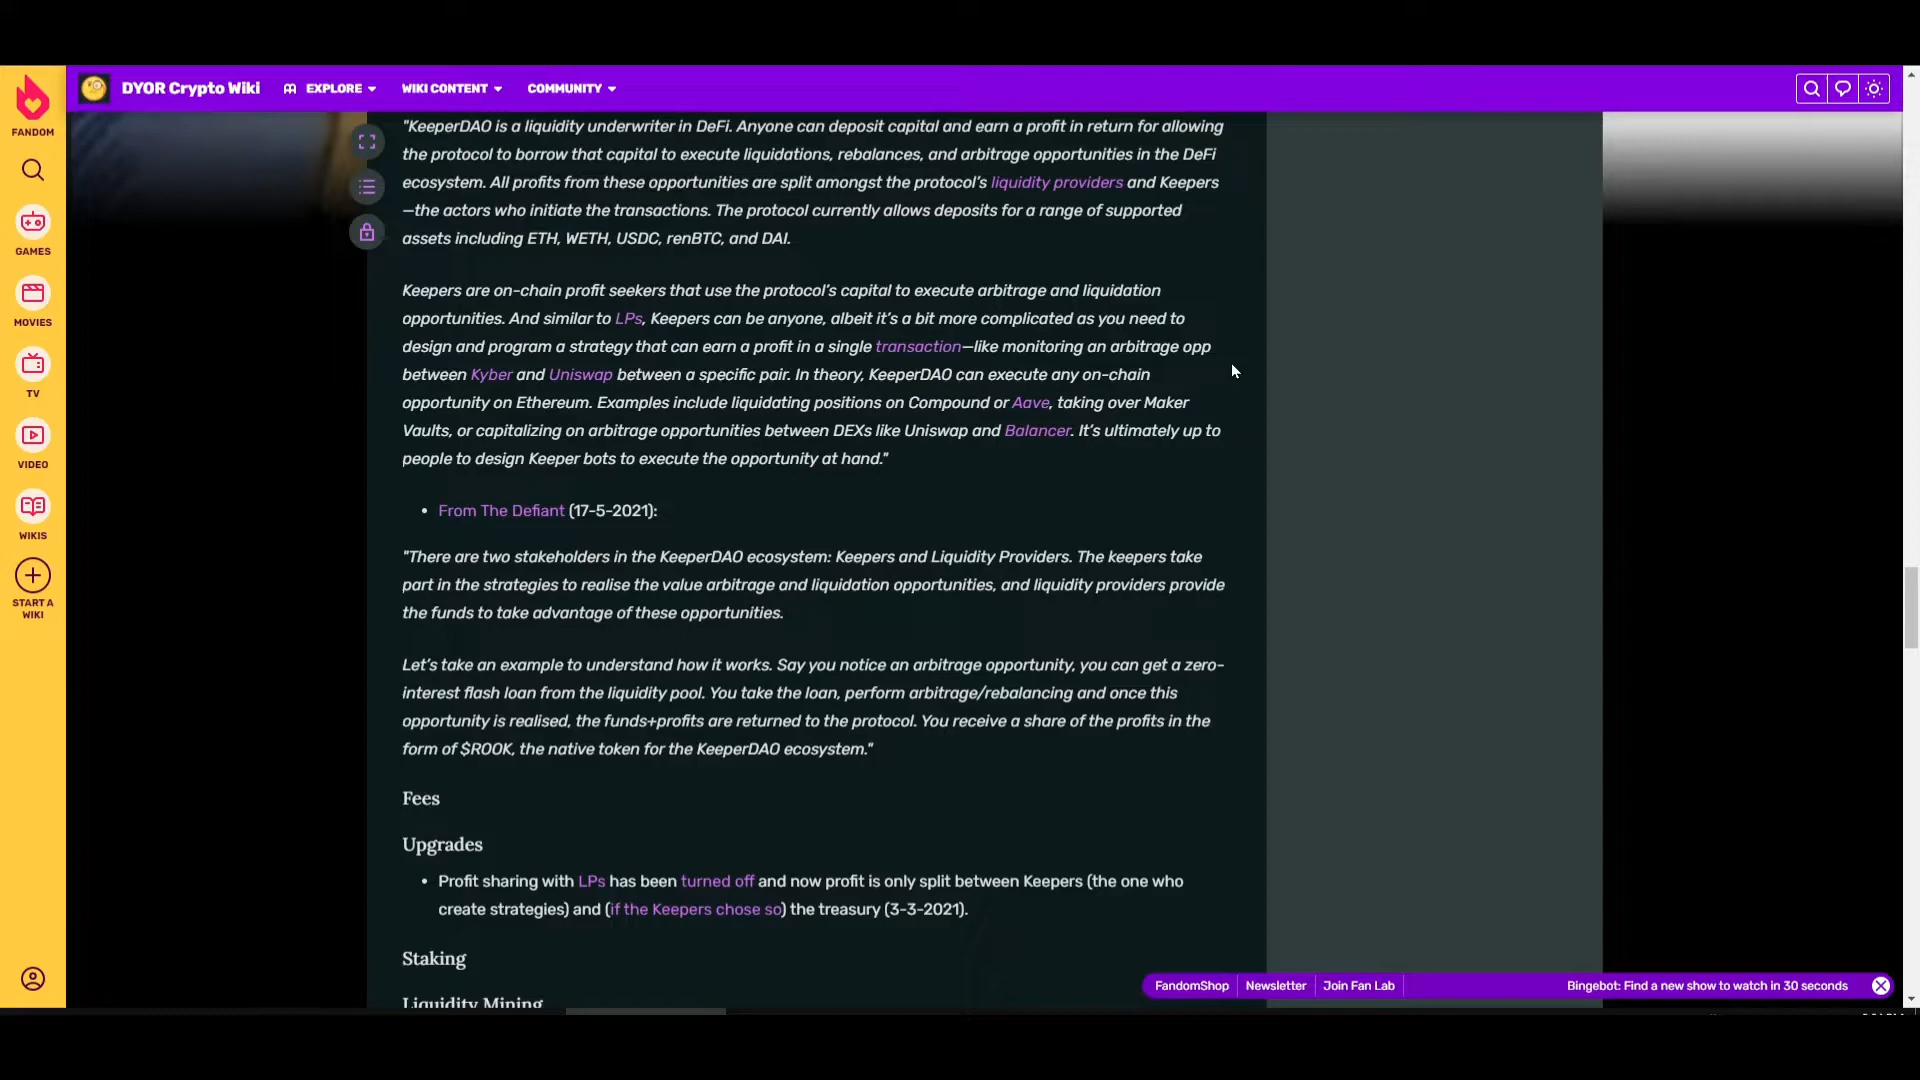 FANDOM
GAMES
MOVIES
TV
VIDEO
WIKIS
START A
WIKI
DYOR Crypto Wiki
EXPLORE
WIKI CONTENT
COMMUNITY
"KeeperDAO is a liquidity underwriter in DeFi. Anyone can deposit capital and earn a profit in return for allowing
the protocol to borrow that capital to execute liquidations, rebalances, and arbitrage opportunities in the DeFi
ecosystem. All profits from these opportunities are split amongst the protocol's liquidity providers and Keepers
—the actors who initiate the transactions. The protocol currently allows deposits for a range of supported
assets including ETH, WETH, USDC, renBTC, and DAI.
Keepers are on-chain profit seekers that use the protocol's capital to execute arbitrage and liquidation
opportunities. And similar to LPs, Keepers can be anyone, albeit it's a bit more complicated as you need to
design and program a strategy that can earn a profit in a single transaction—like monitoring an arbitrage opp
between Kyber and Uniswap between a specific pair. In theory, KeeperDAO can execute any on-chain
opportunity on Ethereum. Examples include liquidating positions on Compound or Aave, taking over Maker
Vaults, or capitalizing on arbitrage opportunities between DEXs like Uniswap and Balancer. It's ultimately up to
people to design Keeper bots to execute the opportunity at hand."
• From The Defiant (17-5-2021):
"There are two stakeholders in the KeeperDAO ecosystem: Keepers and Liquidity Providers. The keepers take
part in the strategies to realise the value arbitrage and liquidation opportunities, and liquidity providers provide
the funds to take advantage of these opportunities.
Let's take an example to understand how it works. Say you notice an arbitrage opportunity, you can get a zero-
interest flash loan from the liquidity pool. You take the loan, perform arbitrage/rebalancing and once this
opportunity is realised, the funds+profits are returned to the protocol. You receive a share of the profits in the
form of $ROOK, the native token for the KeeperDAO ecosystem."
Fees
Upgrades
• Profit sharing with LPs has been turned off and now profit is only split between Keepers (the one who
create strategies) and (if the Keepers chose so) the treasury (3-3-2021).
Staking
Liquidity Mining
FandomShop
Newsletter
Join Fan Lab
Bingebot: Find a new show to watch in 30 seconds